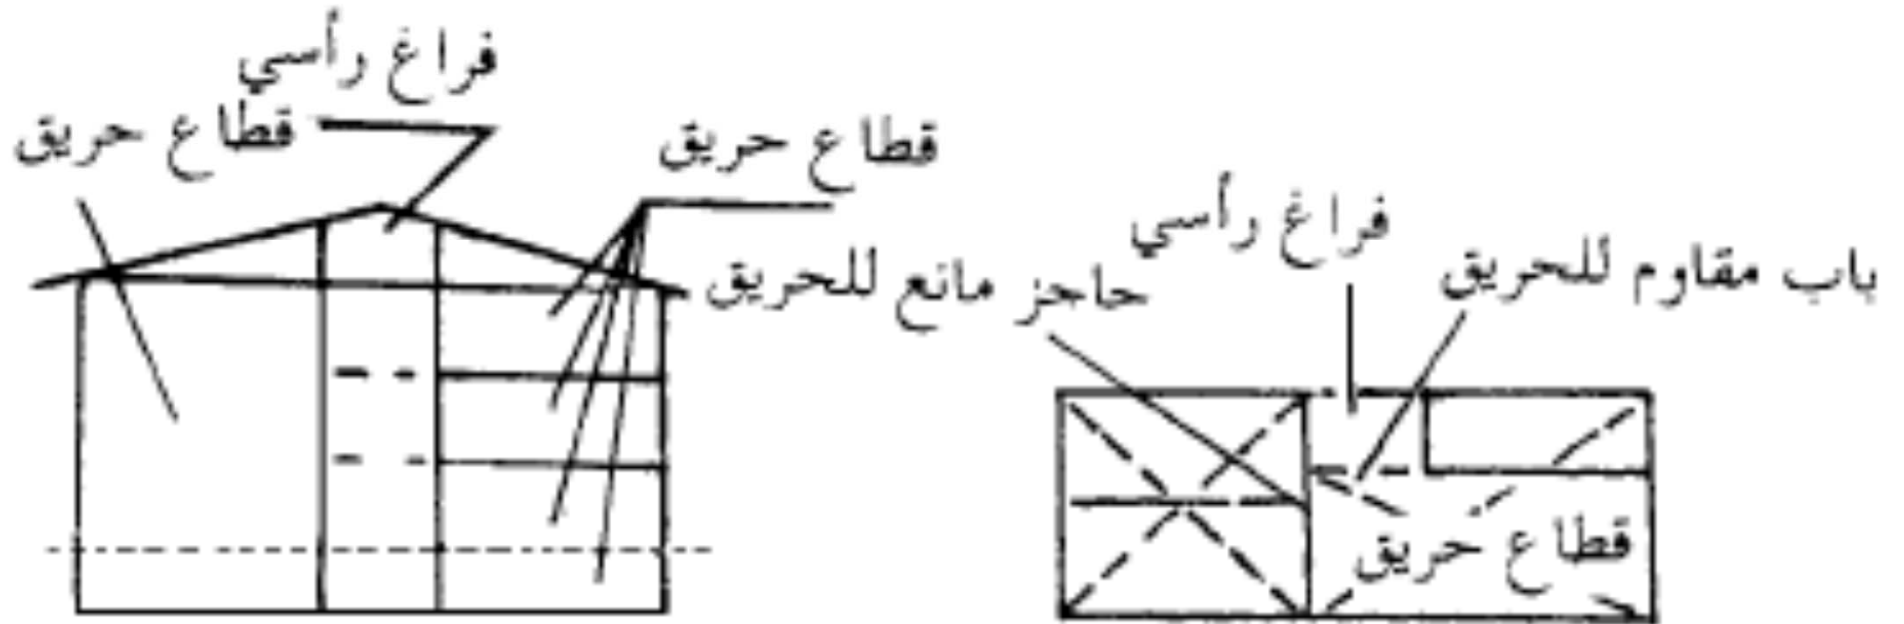 فراغ رأسي
قطاع حريق
قطاع حريق
فراغ رأسي
باب مقاوم للحريق
حاجز مانع للحريق
قطاع حريق